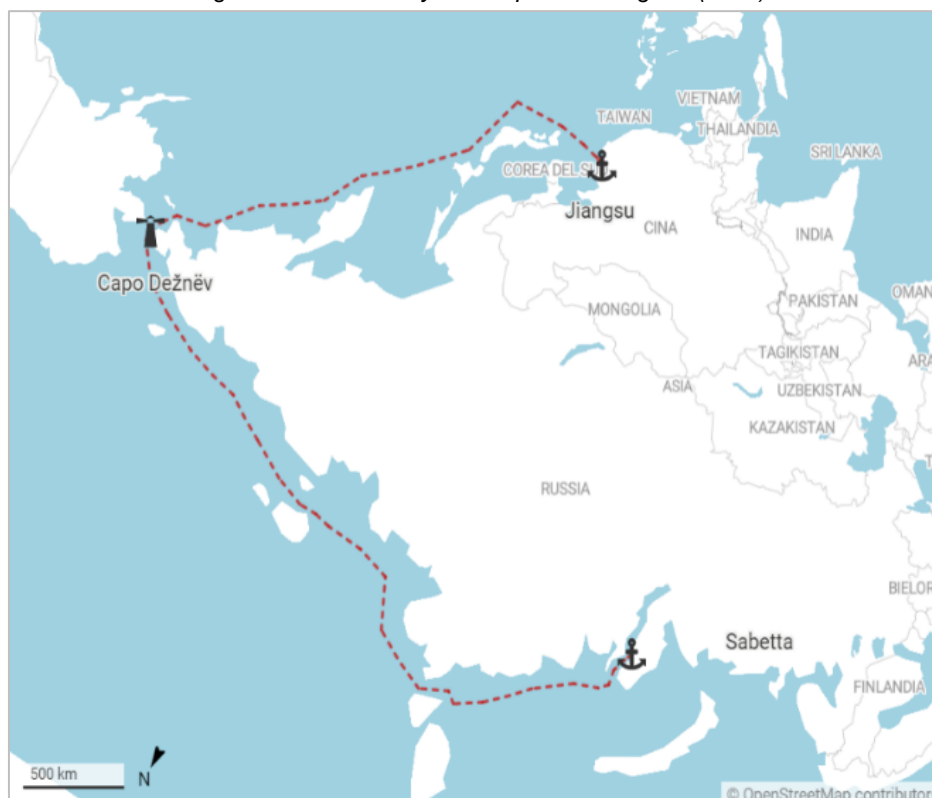 VIETNAM
TAIWAN
THAILANDIA
SRI LANKA
COREA DEL SU
Jiangsu
CINA
INDIA
Capo Dežnëv
MONGOLIA
PAKISTAN
OMAN
TAGIKISTAN
ASIA
UZBEKISTAN
ARA
KAZAKISTAN
RUSSIA
BIELOR
Sabetta
FINLANDIA
500 km
N
© OpenStreetMap contributor